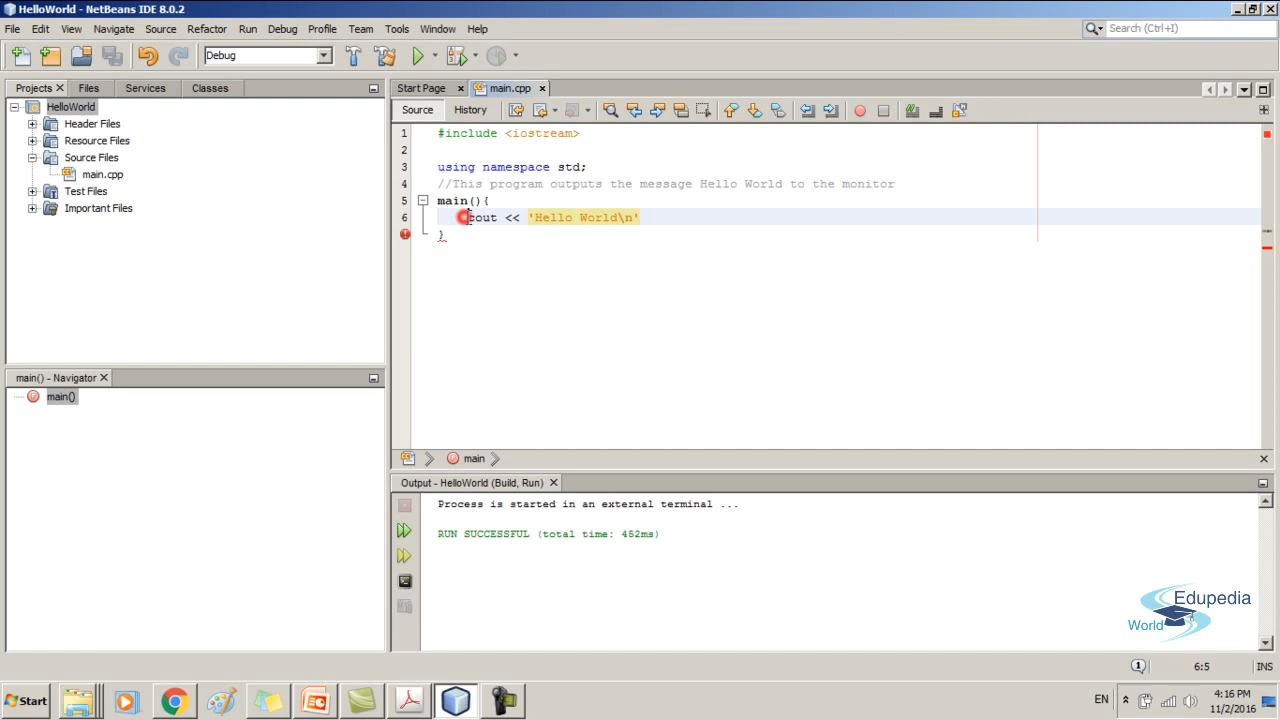 HelloWorld - NetBeans IDE 8.0.2
File Edit View Navigate Source Refactor Run Debug Profile Team Tools Window Help
Search (Ctrl+I)
Debug
Projects Files Services Classes
HelloWorld
Header Files
Resource Files
Source Files
main.cpp
Test Files
Important Files
main() - Navigator
main()
Start Page main.cpp
Source History
1 #include <iostream>
2
3 using namespace std;
4 //This program outputs the message Hello World to the monitor
5 main(){
6 cout << 'Hello World\n'
}
main
Output - HelloWorld (Build, Run)
Process is started in an external terminal ...
RUN SUCCESSFUL (total time: 452ms)
Edupedia
World
1 6:5 INS
Start
EN
4:16 PM
11/2/2016